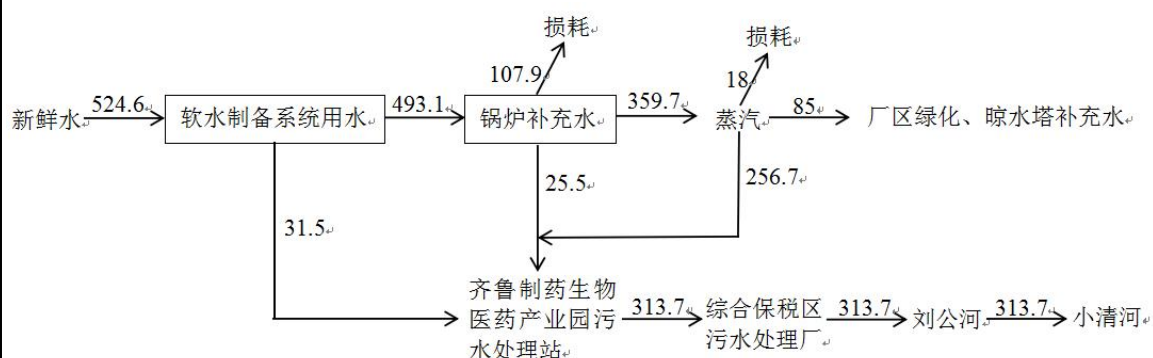 损耗
损耗
107.9
18
新鲜水
524.6
软水制备系统用水
493.1
锅炉补充水
359.7
蒸汽
85
厂区绿化、晾水塔补充水
25.5
256.7
31.5
齐鲁制药生物
医药产业园污
水处理站
313.7
综合保税区
污水处理厂
313.7
刘公河
313.7
小清河